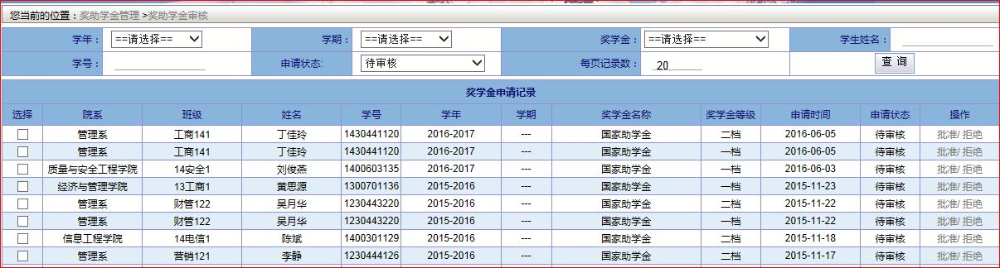 您当前的位置：奖助学金管理 >奖助学金审核
学年： ==请选择== 学期： ==请选择== 奖学金： ==请选择== 学生姓名：
学号： 申请状态: 待审核 每页记录数： 20 查 询
奖学金申请记录
选择 院系 班级 姓名 学号 学年 学期 奖学金名称 奖学金等级 申请时间 申请状态 操作
管理系 工商141 丁佳玲 1430441120 2016-2017 --- 国家助学金 二档 2016-06-05 待审核 批准/ 拒绝
管理系 工商141 丁佳玲 1430441120 2016-2017 --- 国家助学金 一档 2016-06-05 待审核 批准/ 拒绝
质量与安全工程学院 14安全1 刘俊燕 1400603135 2016-2017 --- 国家助学金 一档 2016-06-03 待审核 批准/ 拒绝
经济与管理学院 13工商1 黄思源 1300701136 2015-2016 --- 国家助学金 一档 2015-11-23 待审核 批准/ 拒绝
管理系 财管122 吴月华 1230443220 2015-2016 --- 国家助学金 二档 2015-11-22 待审核 批准/ 拒绝
管理系 财管122 吴月华 1230443220 2015-2016 --- 国家助学金 一档 2015-11-22 待审核 批准/ 拒绝
信息工程学院 14电信1 陈斌 1400301129 2015-2016 --- 国家助学金 二档 2015-11-18 待审核 批准/ 拒绝
管理系 营销121 李静 1230444126 2015-2016 --- 国家助学金 二档 2015-11-17 待审核 批准/ 拒绝